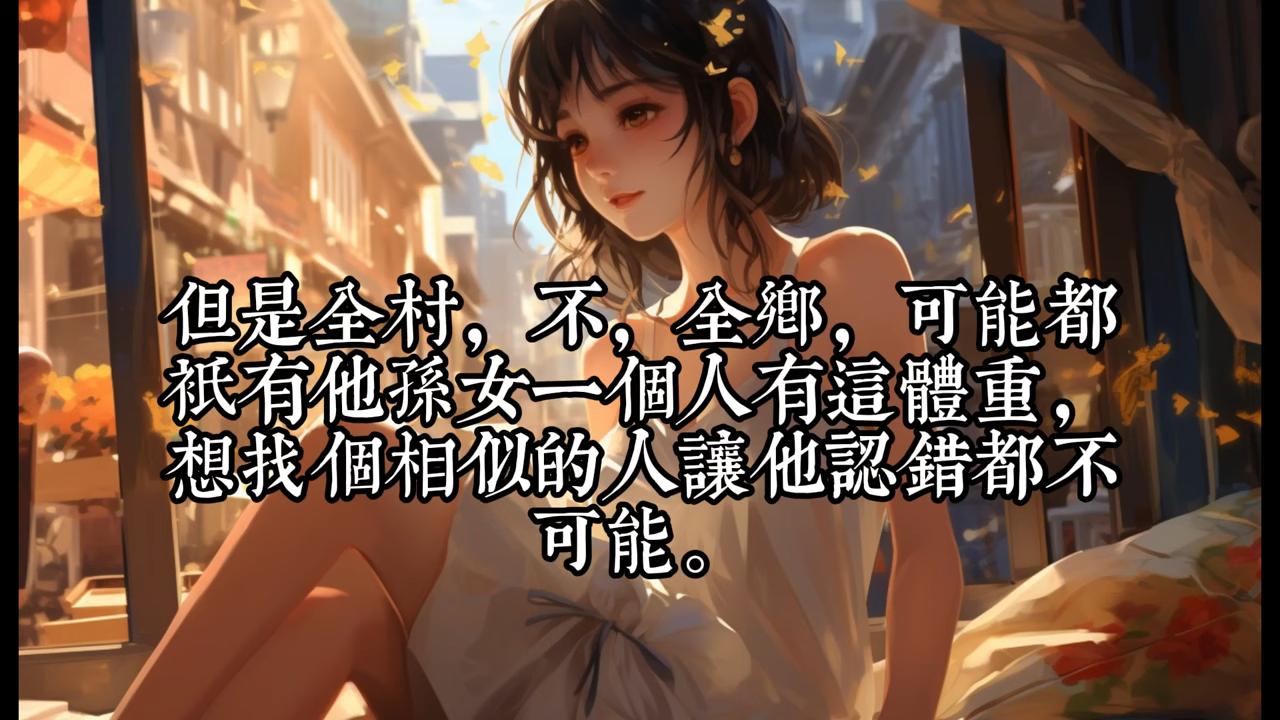 但是全村，不，全鄉，可能都
衹有他孫女一個人有這體重，
想找個相似的人讓他認錯都不
可能。